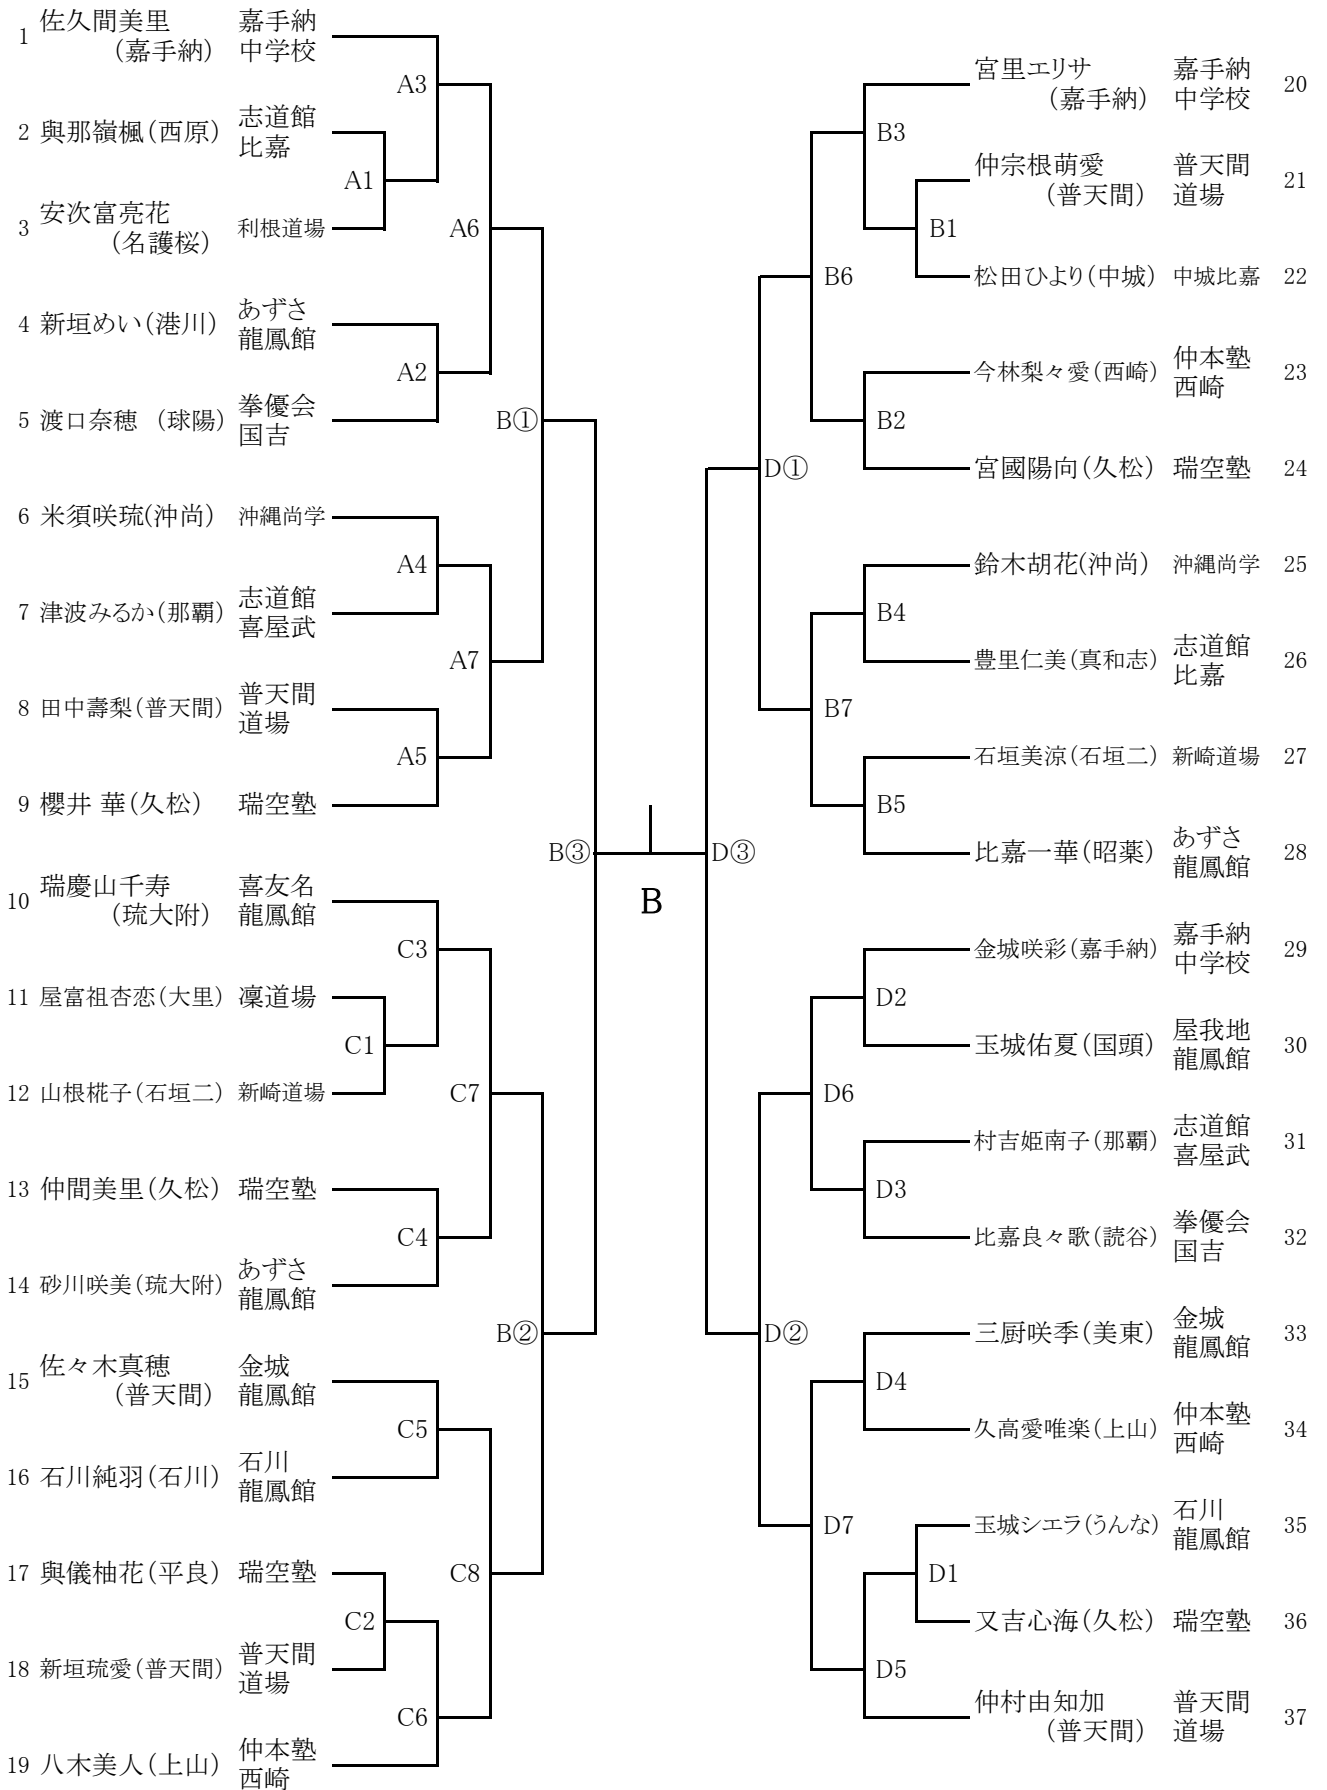 1 佐久間美里 嘉手納
(嘉手納) 中学校
A3
2 與那嶺楓(西原) 志道館
比嘉
A1
3 安次富亮花 利根道場
(名護桜)
A6
4 新垣めい(港川) あずさ
龍鳳館
A2
5 渡口奈穂 (球陽) 拳優会
国吉
B①
6 米須咲琉(沖尚) 沖縄尚学
A4
7 津波みるか(那覇) 志道館
喜屋武
A7
8 田中壽梨(普天間) 普天間
道場
A5
9 櫻井 華(久松) 瑞空塾
B③
10 瑞慶山千寿 喜友名
(琉大附) 龍鳳館
C3
11 屋富祖杏恋(大里) 凜道場
C1
12 山根椛子(石垣二) 新崎道場
C7
13 仲間美里(久松) 瑞空塾
C4
14 砂川咲美(琉大附) あずさ
龍鳳館
B②
15 佐々木真穂 金城
(普天間) 龍鳳館
C5
16 石川純羽(石川) 石川
龍鳳館
17 與儀柚花(平良) 瑞空塾
C8
C2
18 新垣琉愛(普天間) 普天間
道場
C6
19 八木美人(上山) 仲本塾
西崎
B
宮里エリサ 嘉手納 20
(嘉手納) 中学校
B3
仲宗根萌愛 普天間 21
(普天間) 道場
B1
松田ひより(中城) 中城比嘉 22
B6
今林梨々愛(西崎) 仲本塾 23
西崎
B2
宮國陽向(久松) 瑞空塾 24
D①
鈴木胡花(沖尚) 沖縄尚学 25
B4
豊里仁美(真和志) 志道館 26
比嘉
B7
石垣美涼(石垣二) 新崎道場 27
B5
比嘉一華(昭薬) あずさ 28
龍鳳館
D③
金城咲彩(嘉手納) 嘉手納 29
中学校
D2
玉城佑夏(国頭) 屋我地 30
龍鳳館
D6
村吉姫南子(那覇) 志道館 31
喜屋武
D3
比嘉良々歌(読谷) 拳優会 32
国吉
D②
三厨咲季(美東) 金城 33
龍鳳館
D4
久高愛唯楽(上山) 仲本塾 34
西崎
D7
玉城シエラ(うんな) 石川 35
龍鳳館
D1
又吉心海(久松) 瑞空塾 36
D5
仲村由知加 普天間 37
(普天間) 道場